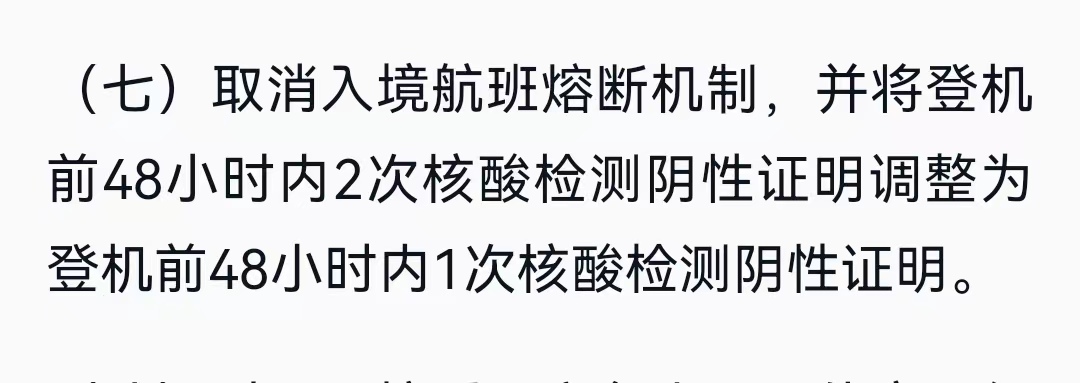 （七）取消入境航班熔断机制，并将登机
前48小时内2次核酸检测阴性证明调整为
登机前48小时内1次核酸检测阴性证明。